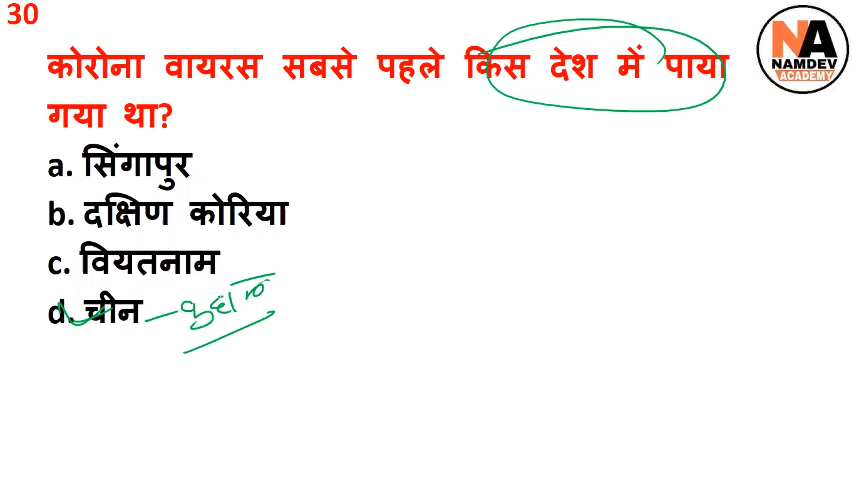 30
NA
NAMDEV
ACADEMY
कोरोना वायरस सबसे पहले किस देश में पाया
गया था?
a. सिंगापुर
b. दक्षिण कोरिया
c. वियतनाम
d. चीन